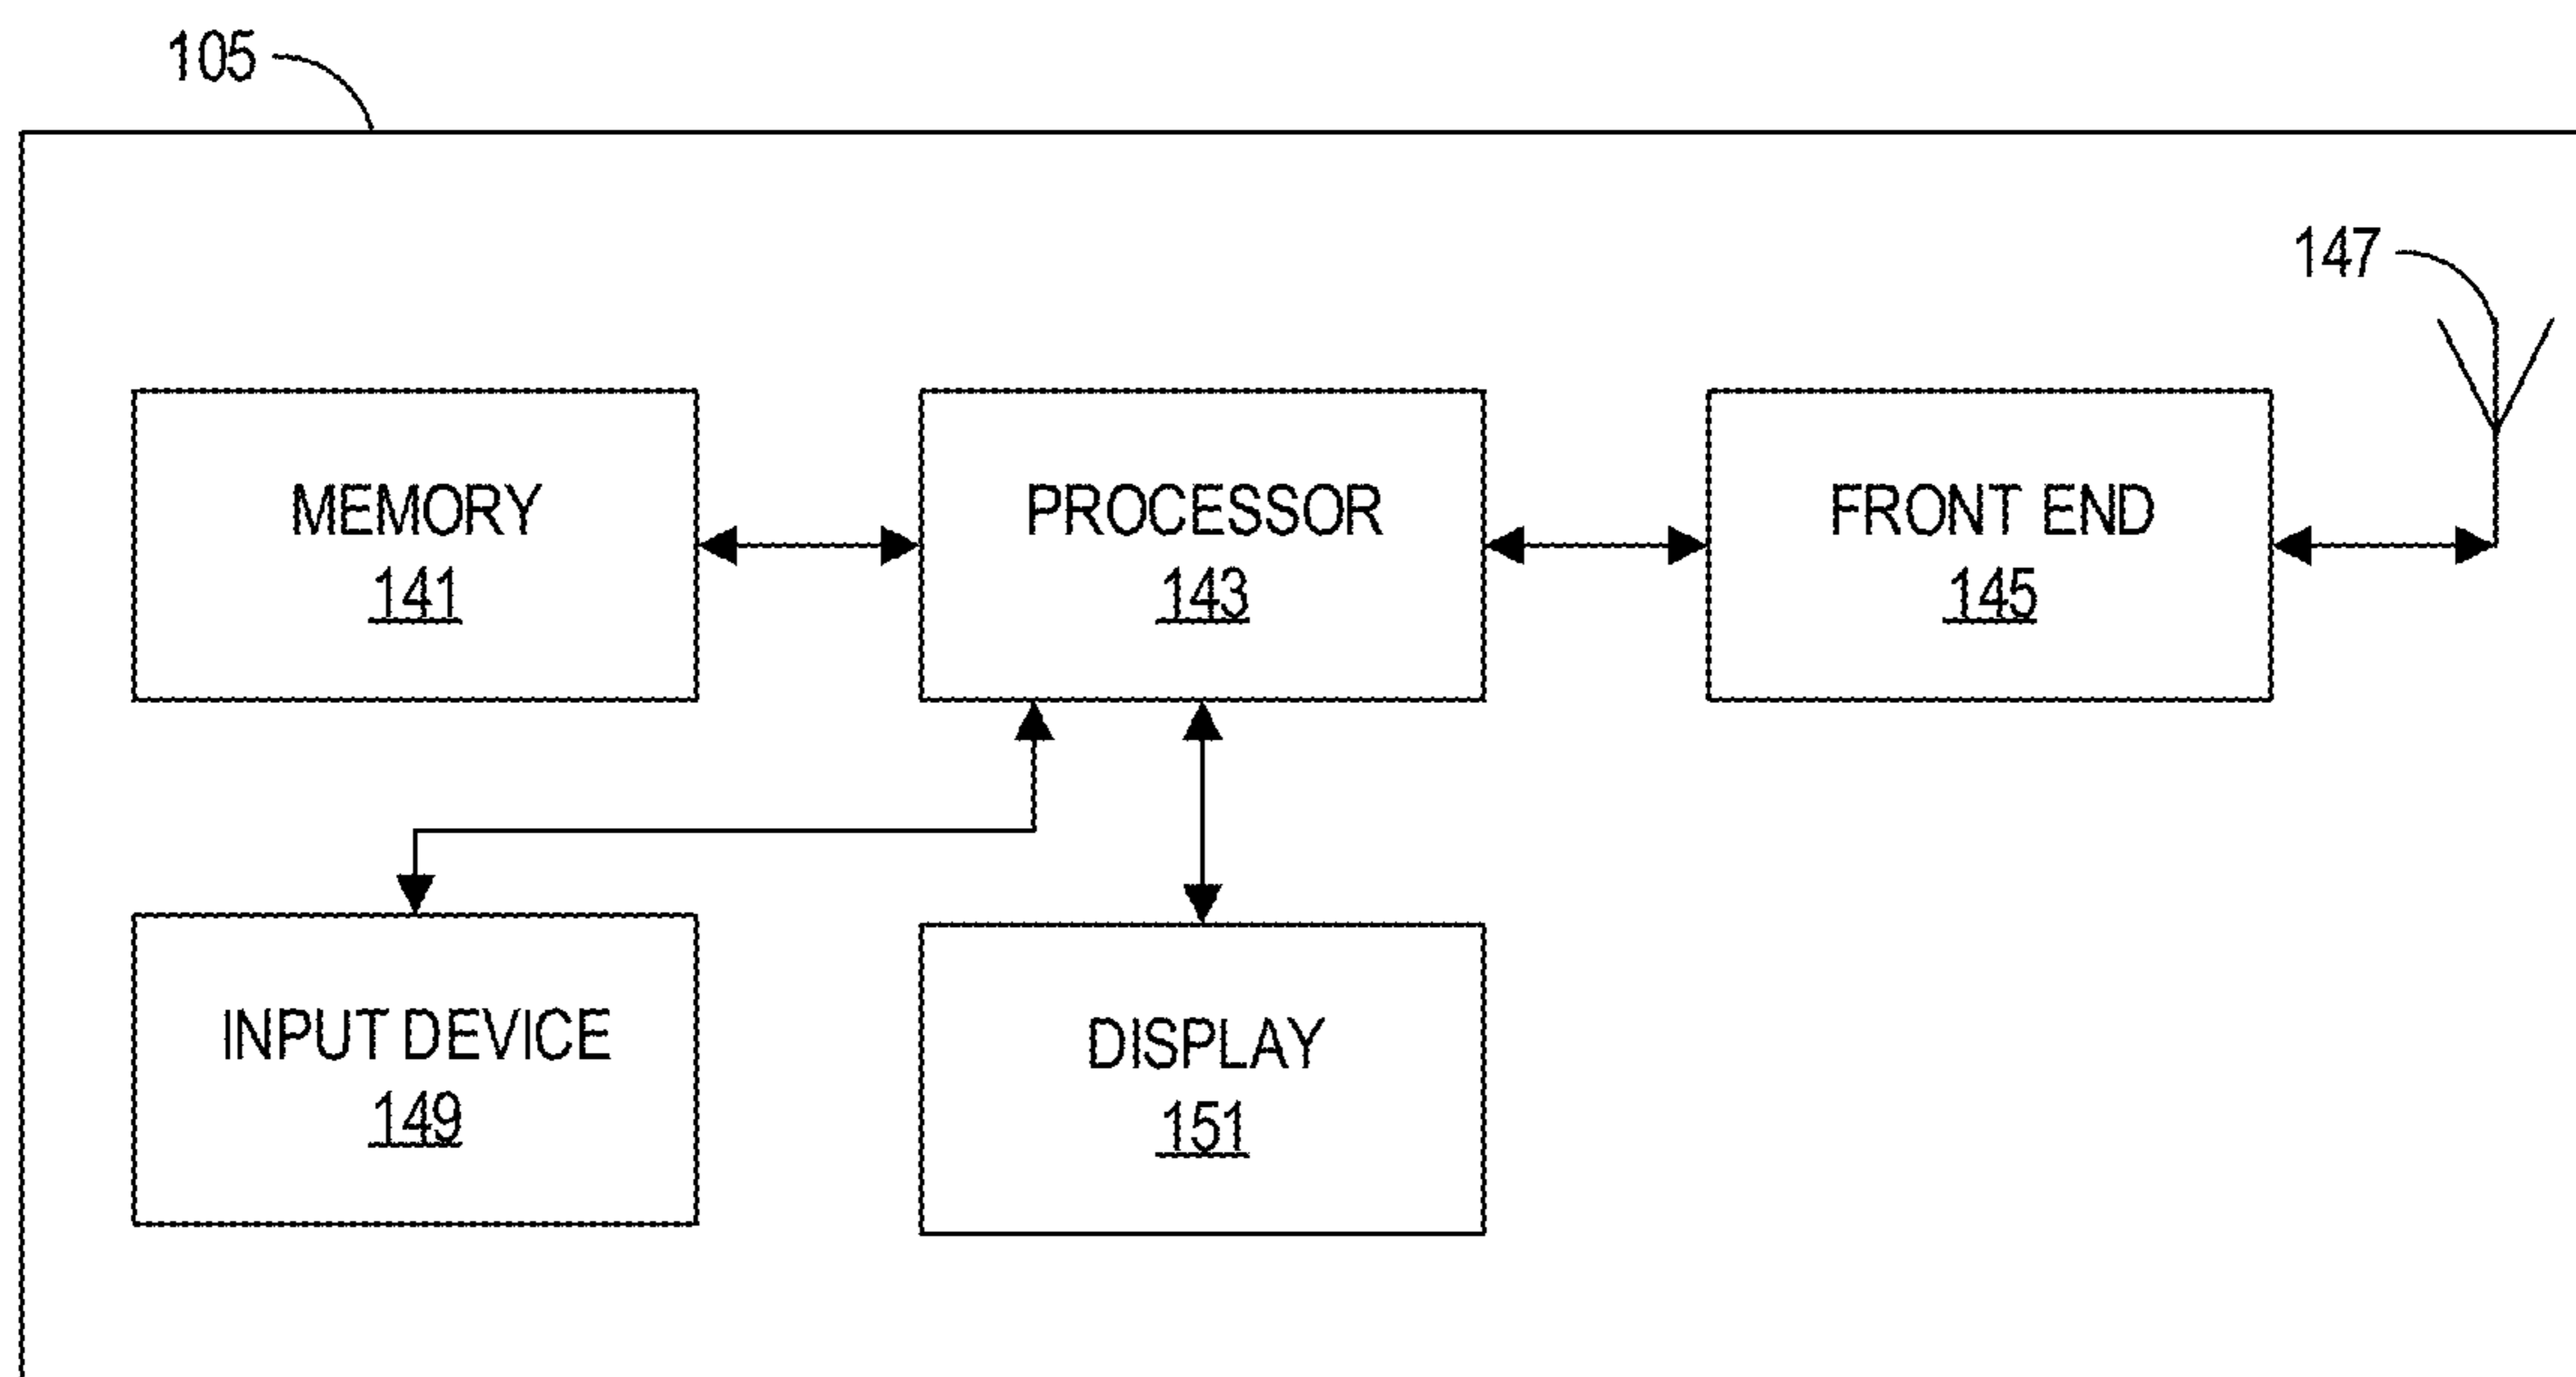 105
147
MEMORY
141
PROCESSOR
143
FRONT END
145
INPUT DEVICE
149
DISPLAY
151